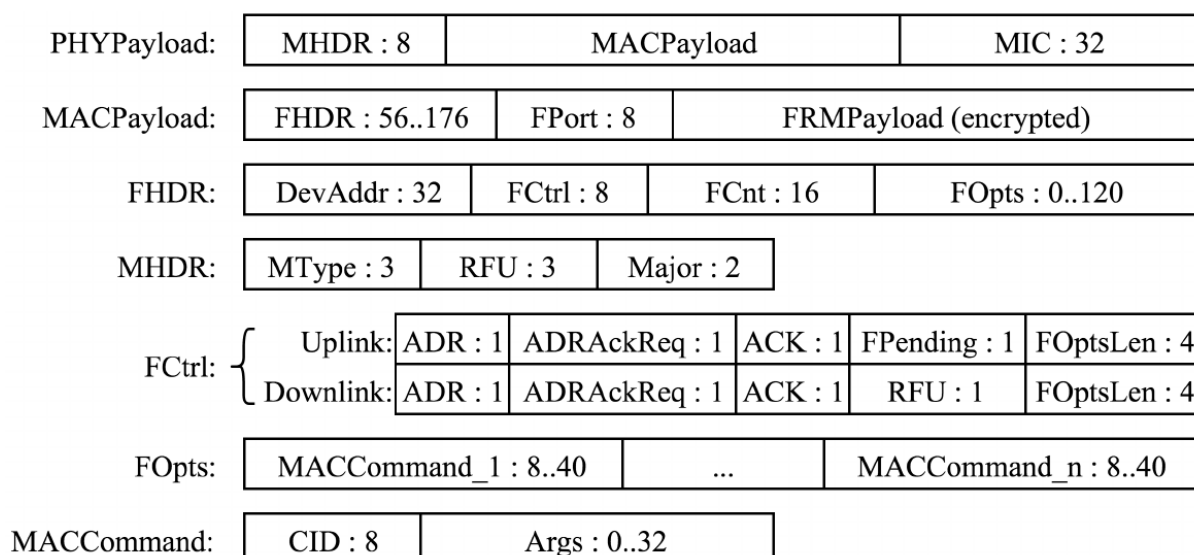 PHYPayload: MHDR : 8 MACPayload MIC : 32
MACPayload: FHDR : 56..176 FPort : 8 FRMPayload (encrypted)
FHDR: DevAddr : 32 FCtrl : 8 FCnt : 16 FOpts : 0..120
MHDR: MType : 3 RFU : 3 Major : 2
FCtrl:
Uplink: ADR : 1 ADRAckReq : 1 ACK : 1 FPending : 1 FOptsLen : 4
Downlink: ADR : 1 ADRAckReq : 1 ACK : 1 RFU : 1 FOptsLen : 4
FOpts: MACCommand_1 : 8..40 ... MACCommand_n : 8..40
MACCommand: CID : 8 Args : 0..32